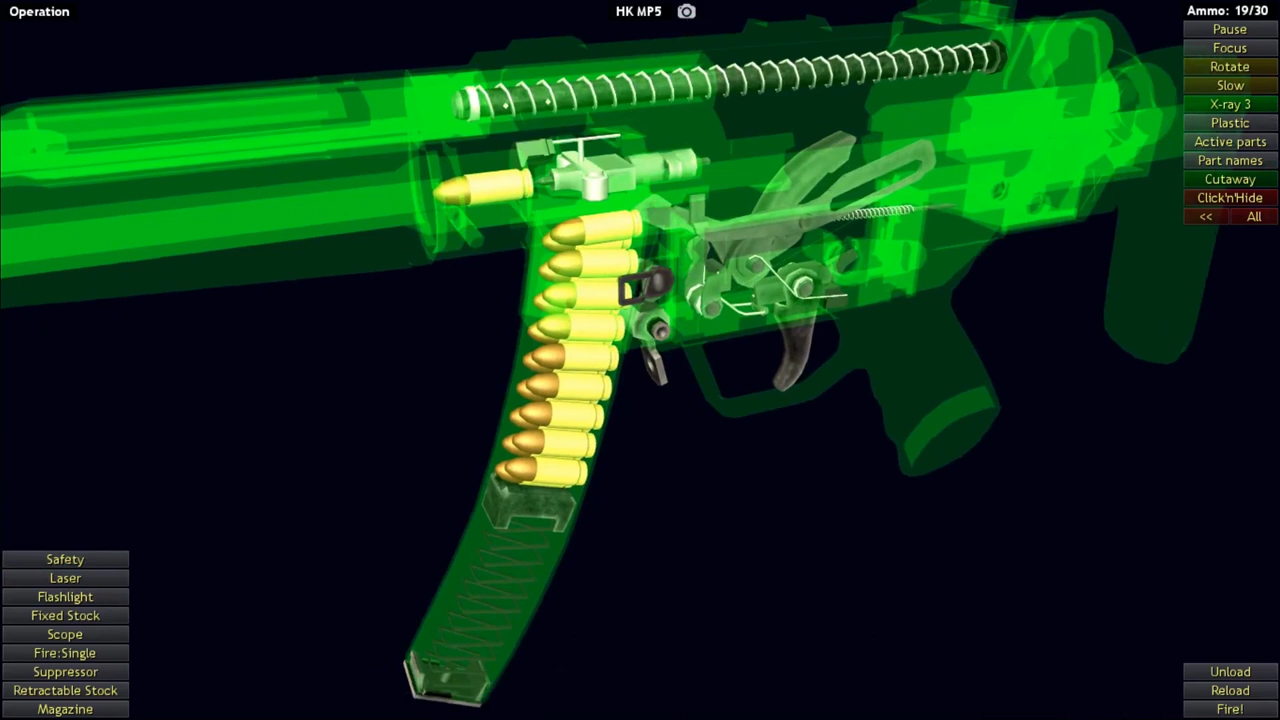 Operation
HK MP5
Ammo: 19/30
Pause
Focus
Rotate
Slow
X-ray 3
Plastic
Active parts
Part names
Cutaway
Click'n'Hide
<< All
Safety
Laser
Flashlight
Fixed Stock
Scope
Fire:Single
Suppressor
Retractable Stock
Magazine
Unload
Reload
Fire!